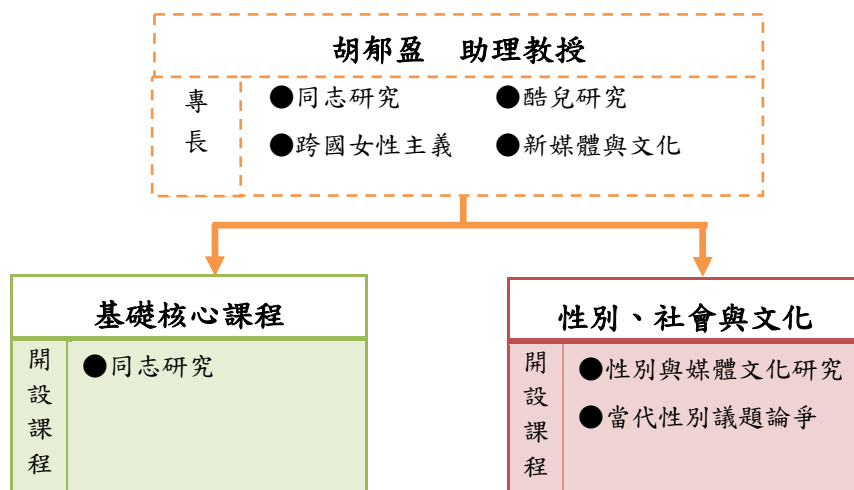 胡郁盈　助理教授
專長
●同志研究 ●酷兒研究
●跨國女性主義 ●新媒體與文化
基礎核心課程
開設課程
●同志研究
性別、社會與文化
開設課程
●性別與媒體文化研究
●當代性別議題論爭